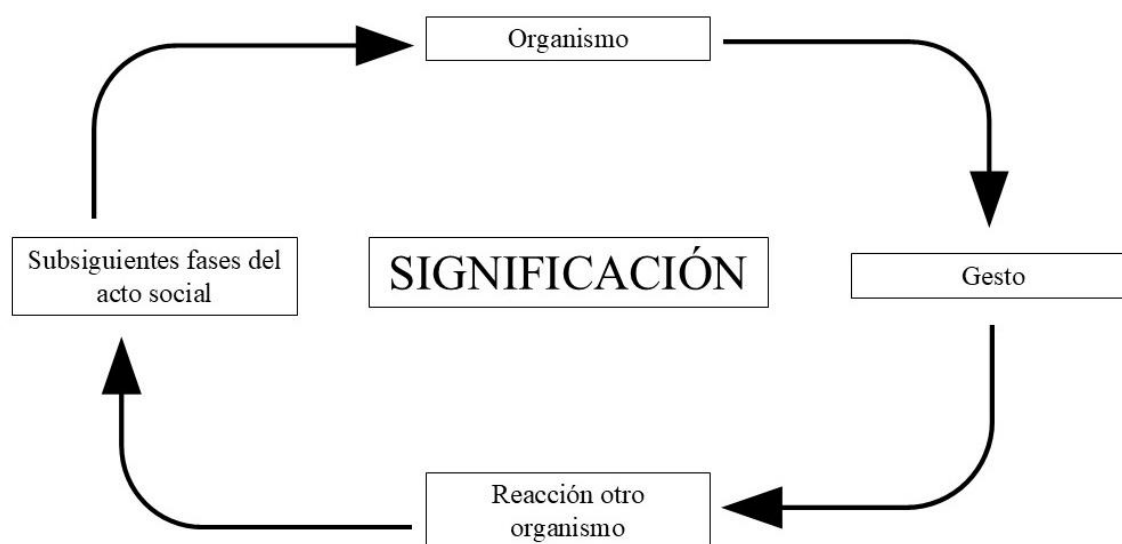 Organismo
Subsiguientes fases del
acto social
SIGNIFICACIÓN
Gesto
Reacción otro
organismo